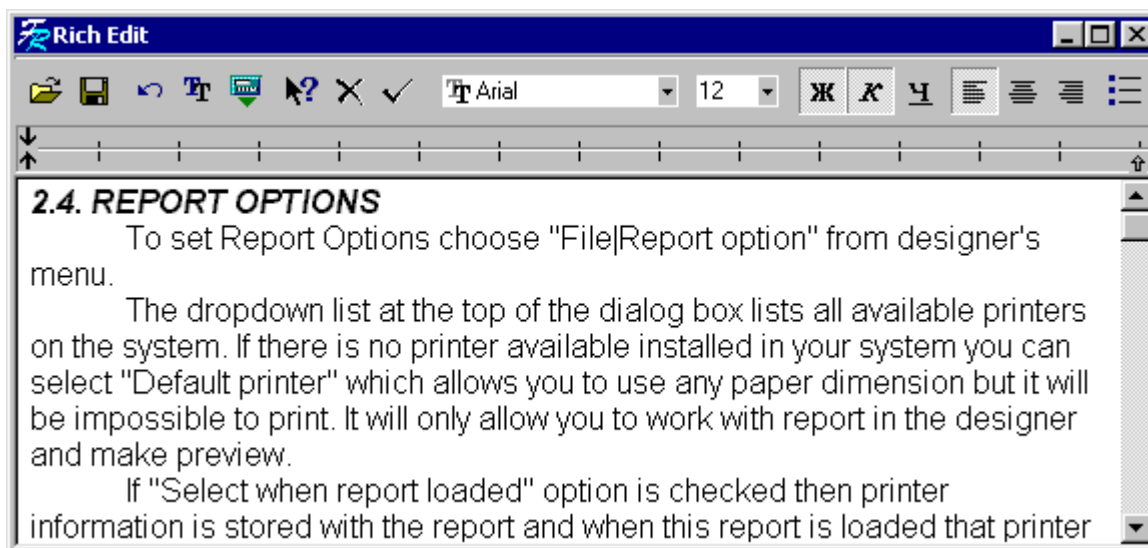 Rich Edit
Arial 12 Ж К Ч
2.4. REPORT OPTIONS
To set Report Options choose "File|Report option" from designer's
menu.
The dropdown list at the top of the dialog box lists all available printers
on the system. If there is no printer available installed in your system you can
select "Default printer" which allows you to use any paper dimension but it will
be impossible to print. It will only allow you to work with report in the designer
and make preview.
If "Select when report loaded" option is checked then printer
information is stored with the report and when this report is loaded that printer